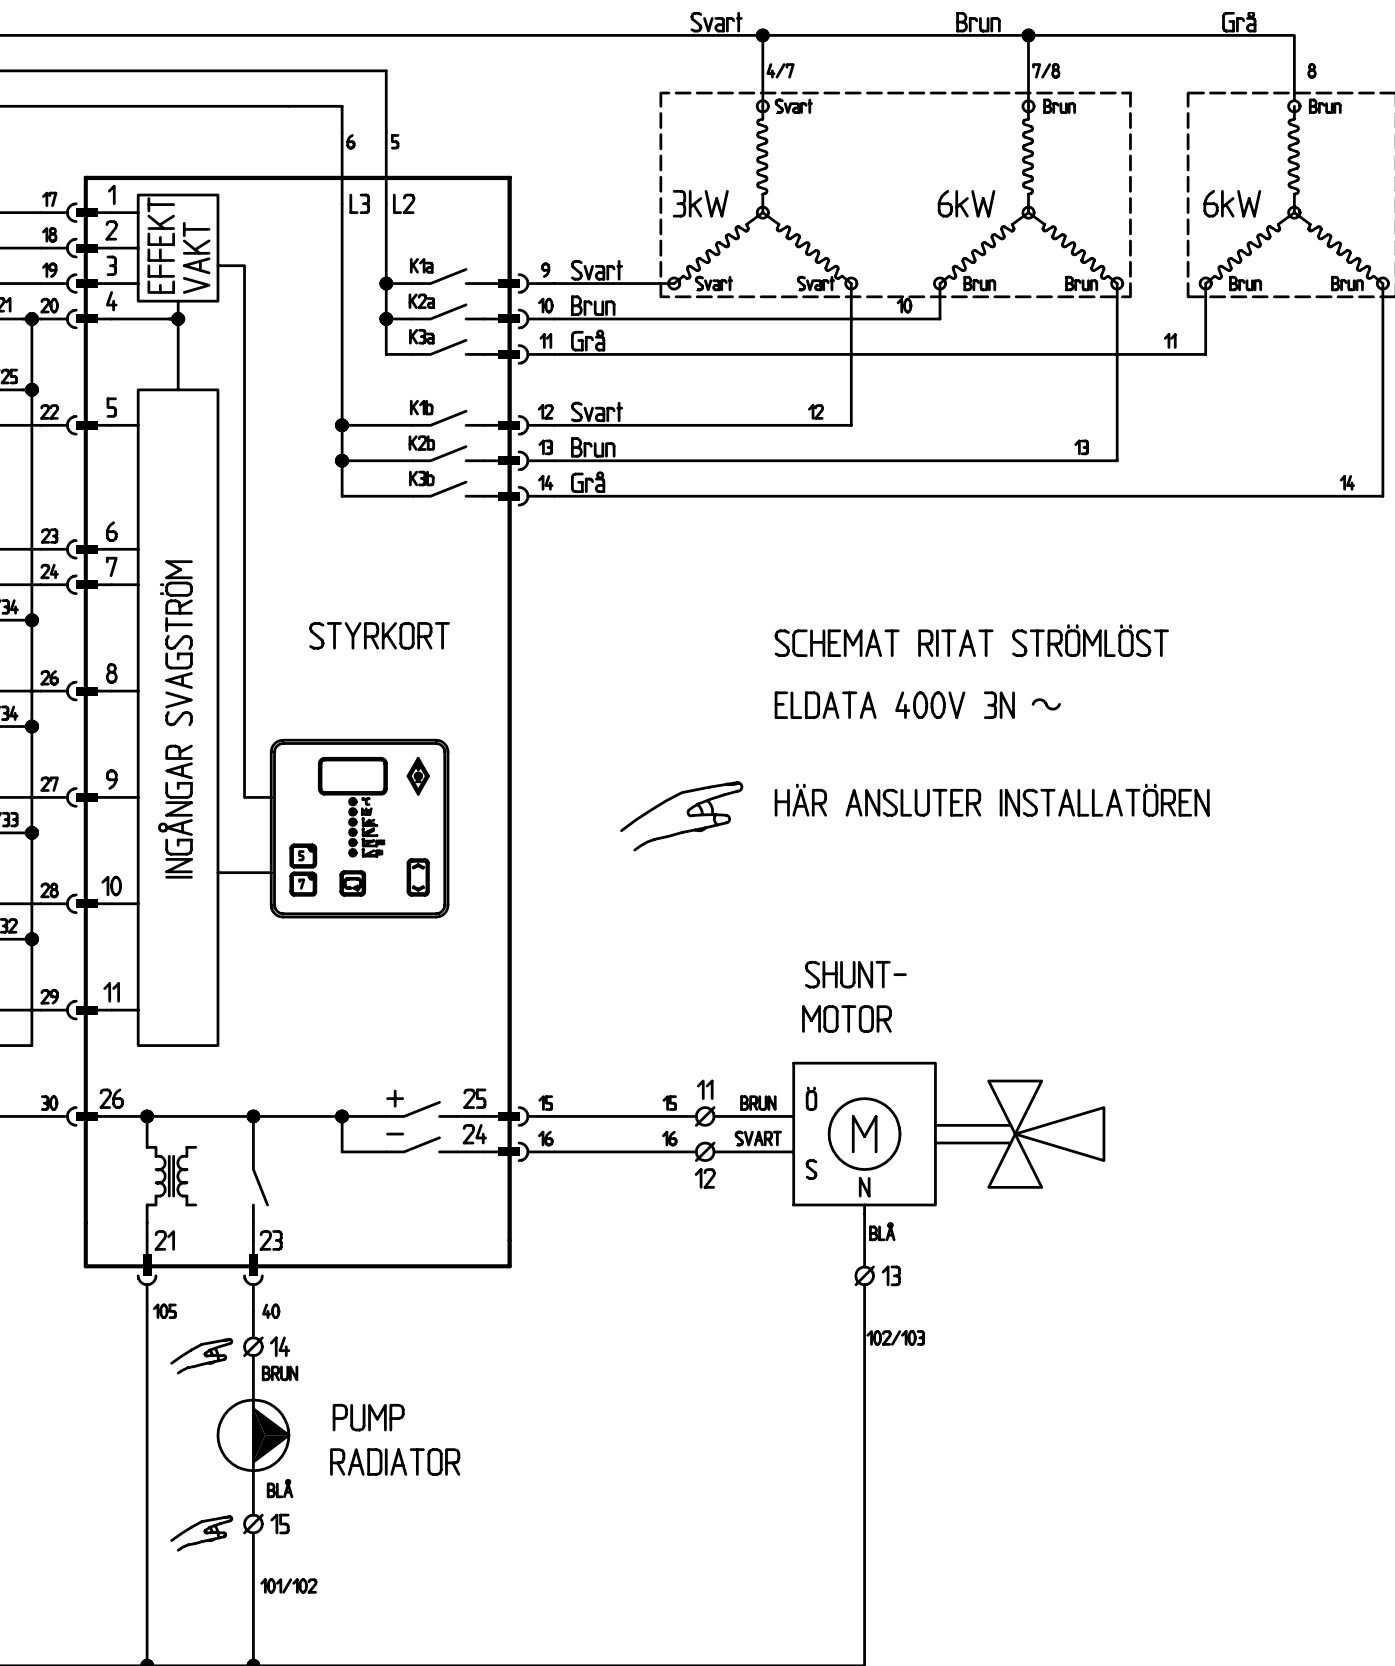 Svart Brun Grå
4/7 7/8 8
Svart Brun Brun
6 5
3kW 6kW 6kW
L3 L2
17 1
EFFEKT
VAKT
18 2
19 3
21 20 4
K1a 9 Svart
K2a 10 Brun
K3a 11 Grå
Svart Svart Brun Brun Brun Brun
10
11
25
22 5
K1b 12 Svart 12
K2b 13 Brun 13
K3b 14 Grå 14
23 6
24 7
34
INGÅNGAR SVAGSTRÖM
STYRKORT
SCHEMAT RITAT STRÖMLÖST
ELDATA 400V 3N ~
26 8
34
27 9
HÄR ANSLUTER INSTALLATÖREN
33
°C
5
7
28 10
32
29 11
SHUNT-
MOTOR
30 26
+ 25 15 15 11 BRUN Ö
- 24 16 16 12 SVART S
M
N
21 23
BLÅ
13
105 40
14
BRUN
102/103
PUMP
RADIATOR
BLÅ
15
101/102